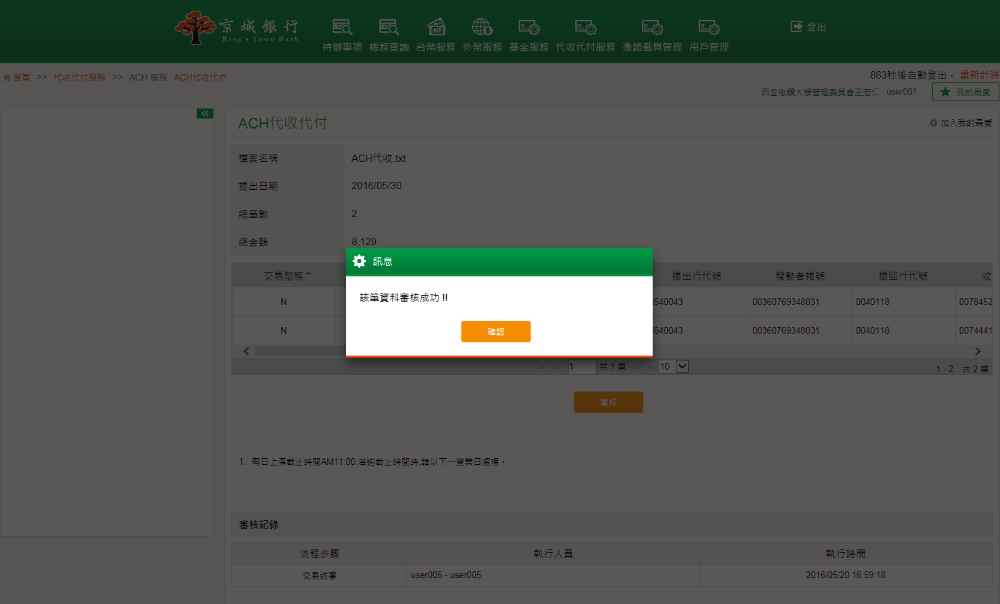 京城銀行
King's Town Bank
待辦事項 帳務查詢 台幣服務 外幣服務 基金服務 代收代付服務 憑證載具管理 用戶管理
登出
首頁 >> 代收代付服務 >> ACH 服務 ACH代收代付
863秒後自動登出， 重新計時
西金忠鑽大樓管理委員會王宏仁 user001 我的最愛
ACH代收代付
加入我的最愛
檔案名稱 ACH代收.txt
提出日期 2016/05/30
總筆數 2
總金額 8,129
訊息
該筆資料審核成功 !!
確認
交易型態 提出行代號 發動者帳號 提回行代號 收
N 540043 00360769348031 0040118 0078452
N 540043 00360769348031 0040118 0074441
1 共 1 頁 10
1 - 2 共 2 筆
審核
1. 每日上傳截止時間AM11:00,若逾截止時間時,請以下一營業日處理。
審核記錄
流程步驟 執行人員 執行時間
交易送審 user005 - user005 2016/05/20 16:59:18